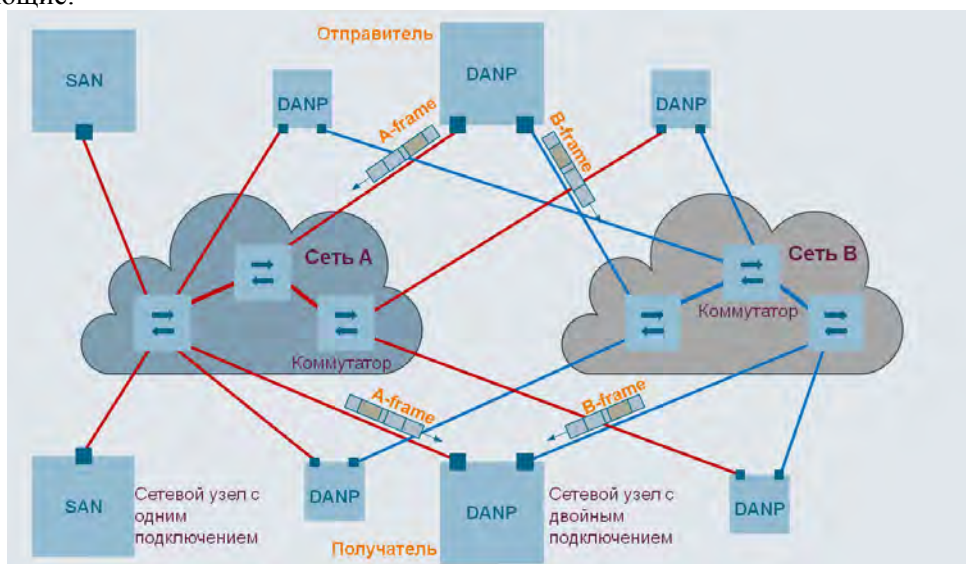 ющие:
Отправитель
SAN
DANP
DANP
DANP
A-frame
B-frame
Сеть А
Сеть В
Коммутатор
Коммутатор
A-frame
B-frame
SAN
Сетевой узел с
одним
подключением
DANP
DANP
Сетевой узел с
двойным
подключением
DANP
Получатель